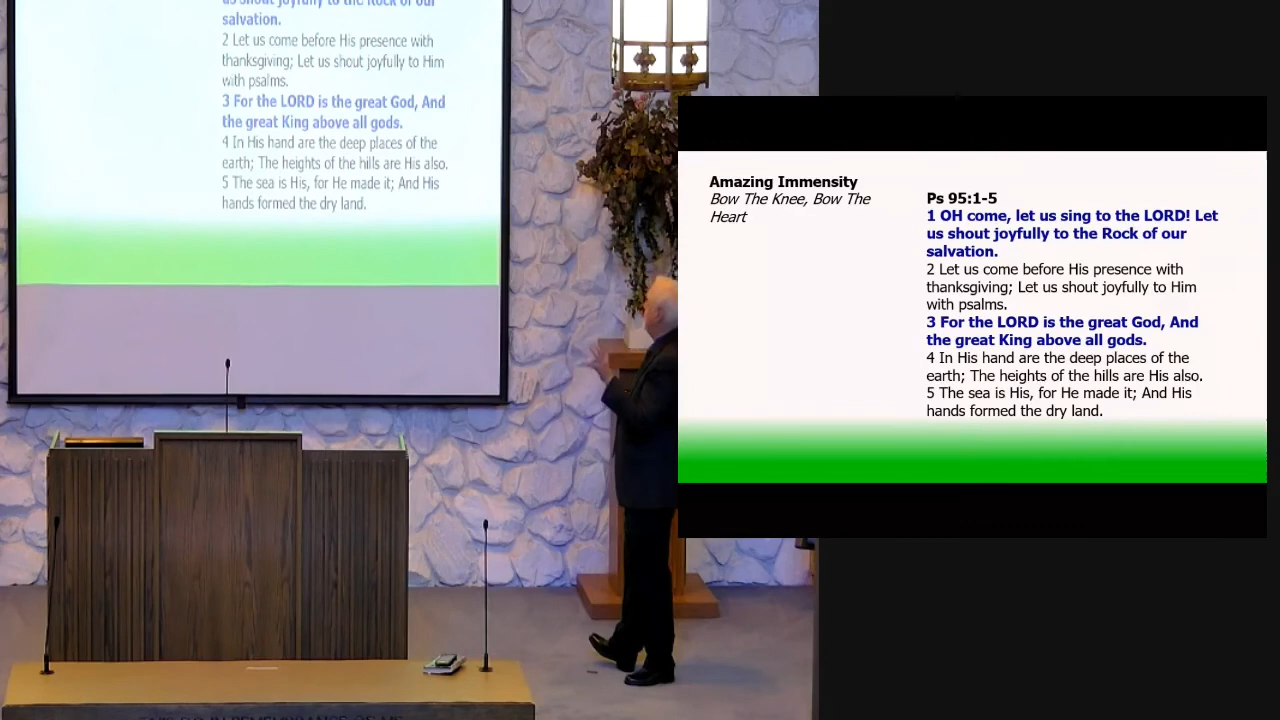 us shout joyfully to the Rock of our
salvation.
2 Let us come before His presence with
thanksgiving; Let us shout joyfully to Him
with psalms.
3 For the LORD is the great God, And
the great King above all gods.
4 In His hand are the deep places of the
earth; The heights of the hills are His also.
5 The sea is His, for He made it; And His
hands formed the dry land.
Amazing Immensity
Bow The Knee, Bow The
Heart
Ps 95:1-5
1 OH come, let us sing to the LORD! Let
us shout joyfully to the Rock of our
salvation.
2 Let us come before His presence with
thanksgiving; Let us shout joyfully to Him
with psalms.
3 For the LORD is the great God, And
the great King above all gods.
4 In His hand are the deep places of the
earth; The heights of the hills are His also.
5 The sea is His, for He made it; And His
hands formed the dry land.